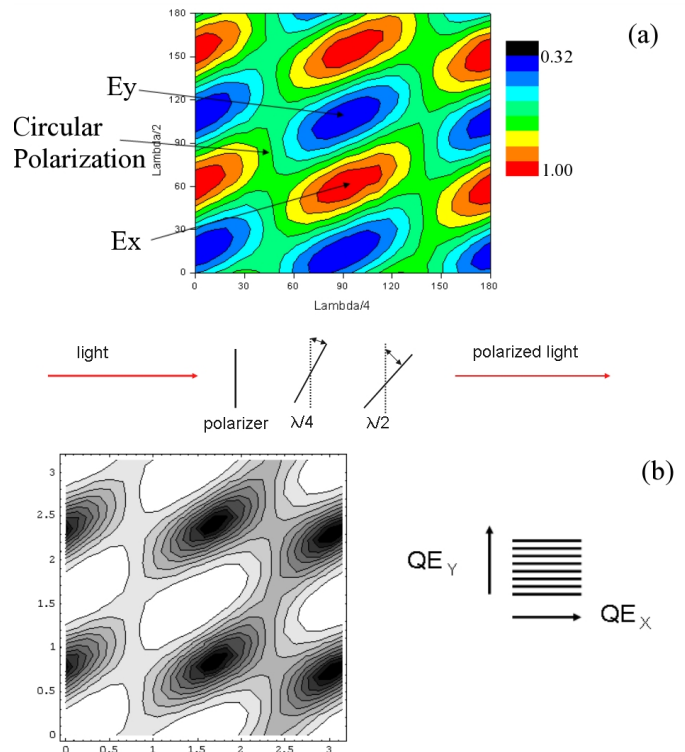 (a)
180
150
120
90
60
30
0
Lambda/2
0 30 60 90 120 150 180
Lambda/4
Ey
Circular
Polarization
Ex
0.32
1.00
light
polarizer
λ/4
λ/2
polarized light
(b)
3
2.5
2
1.5
1
0.5
0
0 0.5 1 1.5 2 2.5 3
QE Y
QE X